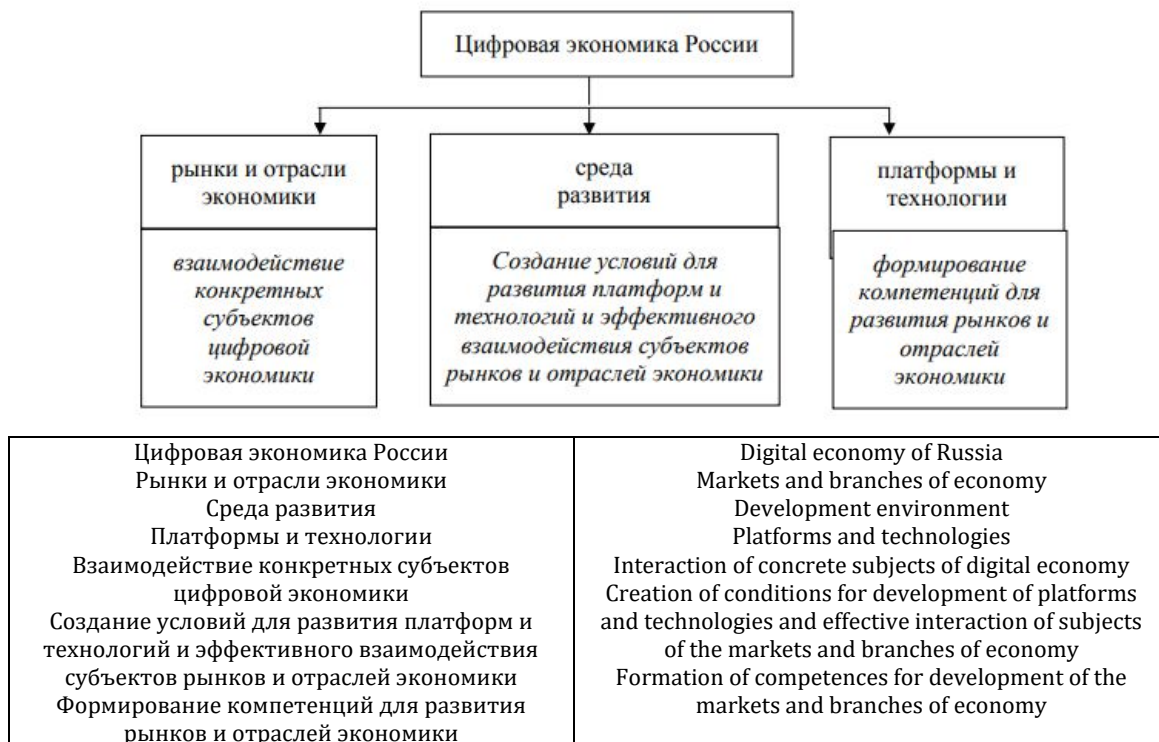 Цифровая экономика России
рынки и отрасли
экономики
взаимодействие
конкретных
субъектов
цифровой
экономики
среда
развития
Создание условий для
развития платформ и
технологий и эффективного
взаимодействия субъектов
рынков и отраслей экономики
платформы и
технологии
формирование
компетенций для
развития рынков и
отраслей
экономики
Цифровая экономика России
Рынки и отрасли экономики
Среда развития
Платформы и технологии
Взаимодействие конкретных субъектов
цифровой экономики
Создание условий для развития платформ и
технологий и эффективного взаимодействия
субъектов рынков и отраслей экономики
Формирование компетенций для развития
рынков и отраслей экономики
Digital economy of Russia
Markets and branches of economy
Development environment
Platforms and technologies
Interaction of concrete subjects of digital economy
Creation of conditions for development of platforms
and technologies and effective interaction of subjects
of the markets and branches of economy
Formation of competences for development of the
markets and branches of economy